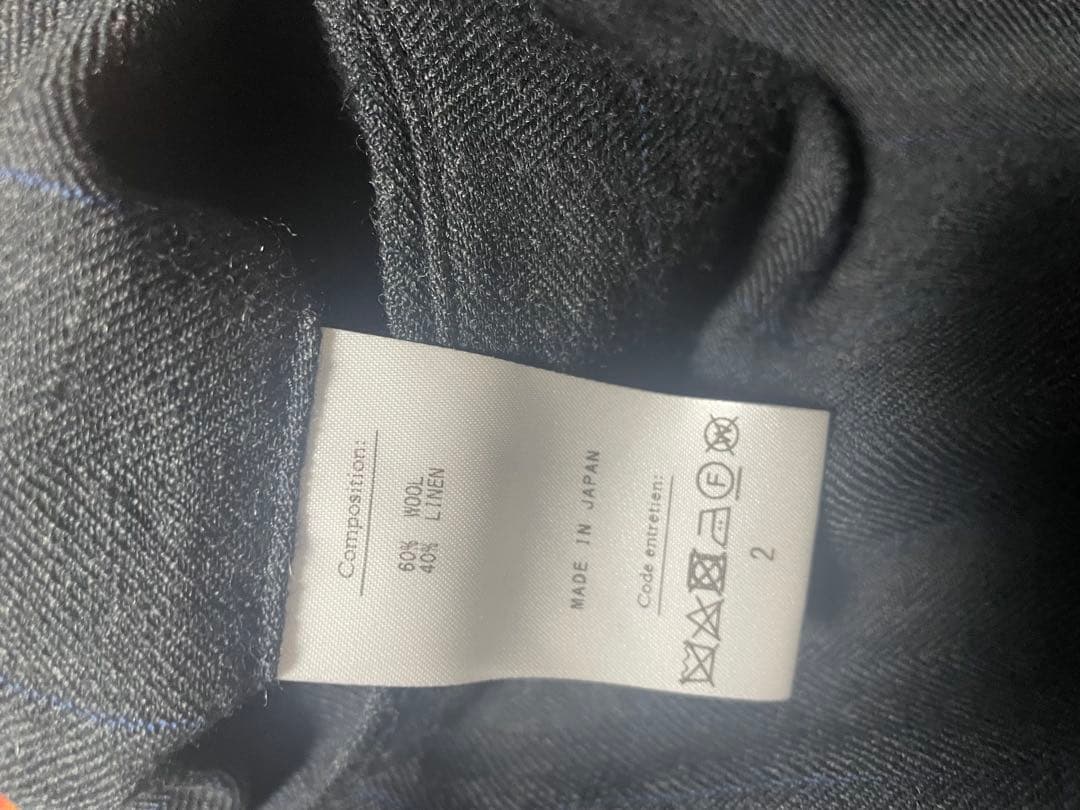 Composition:
60% WOOL
40% LINEN
MADE IN JAPAN
Code entretien:
F W
2